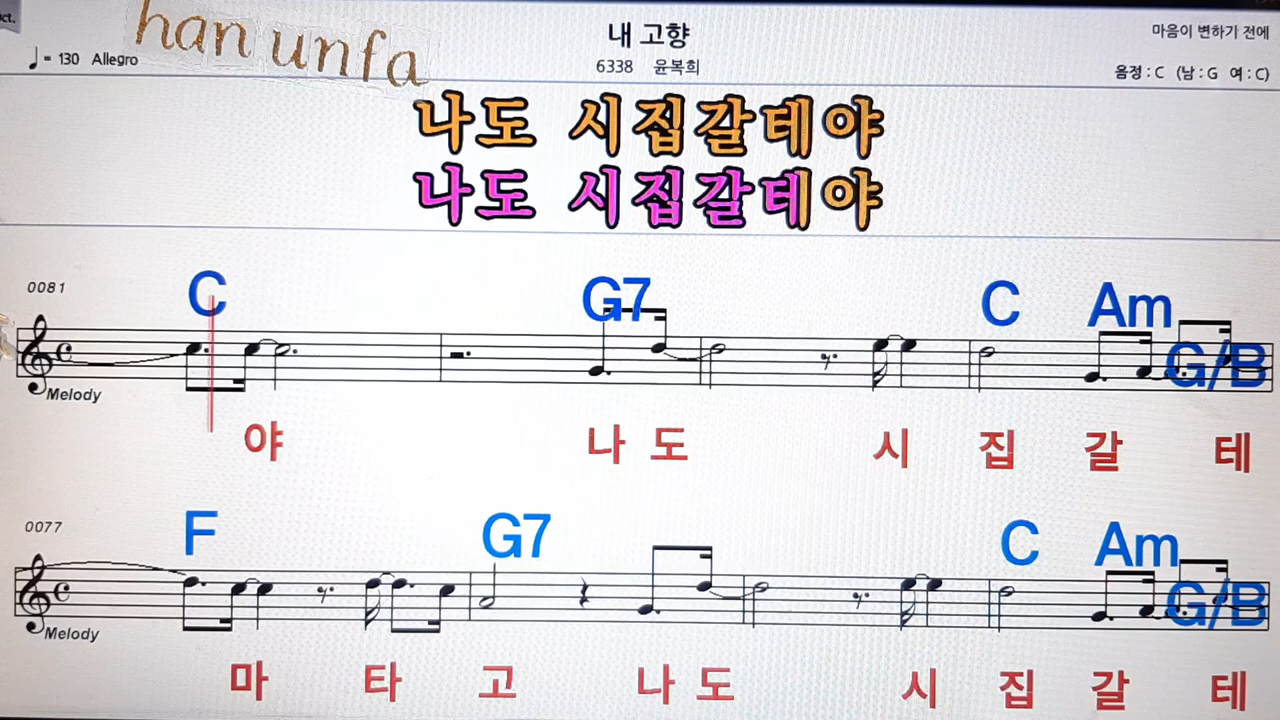 han unfa
내 고향
마음이 변하기 전에
= 130 Allegro
6338 윤복희
음정 : C (남 : G 여 : C)
나도 시집갈테야
나도 시집갈테야
0081
C G7 C Am G/B
Melody
야 나 도 시 집 갈 테
0077
F G7 C Am G/B
Melody
마 타 고 나 도 시 집 갈 테